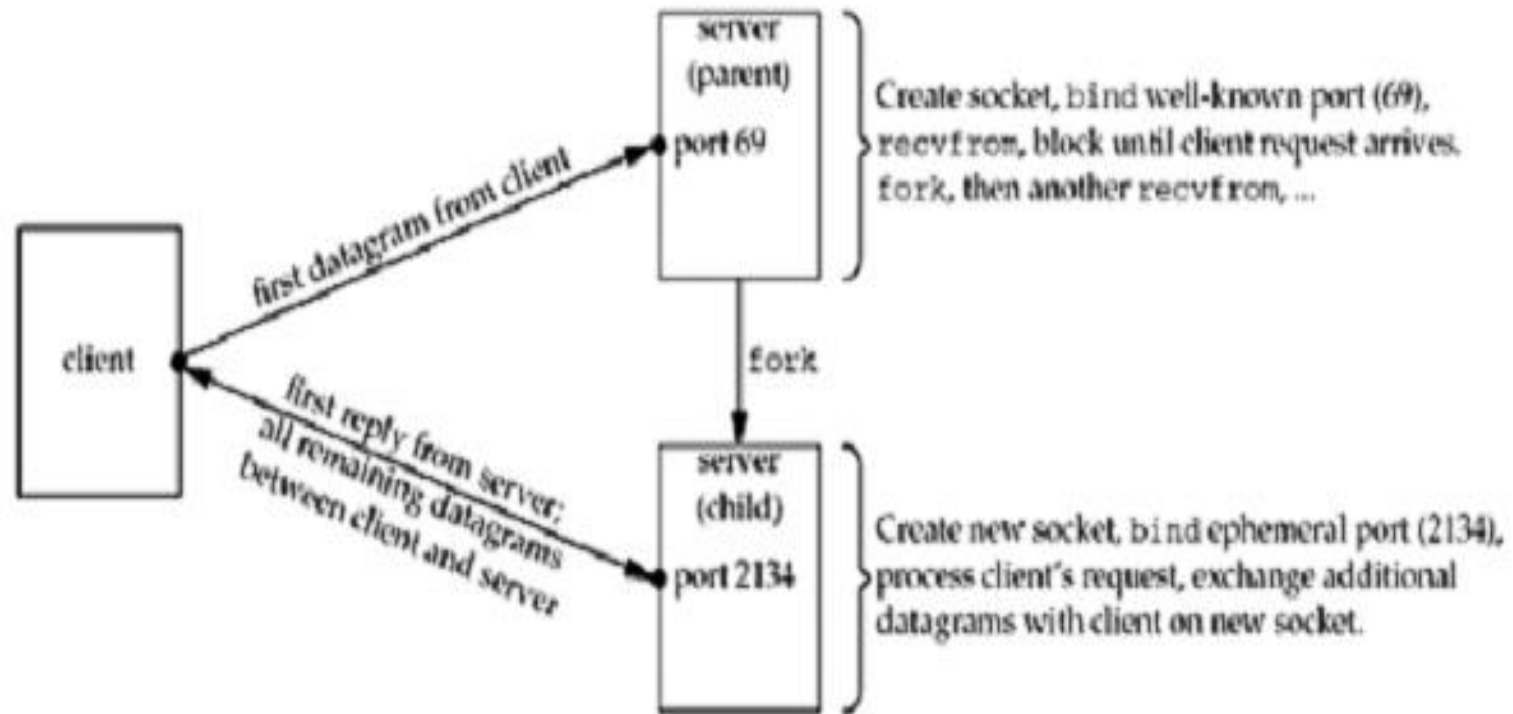 server
(parent)
port 69
Create socket, bind well-known port (69),
recvfrom, block until client request arrives.
fork, then another recvfrom, ...
first datagram from client
client
fork
first reply from server;
all remaining datagrams
between client and server
server
(child)
port 2134
Create new socket, bind ephemeral port (2134),
process client's request, exchange additional
datagrams with client on new socket.